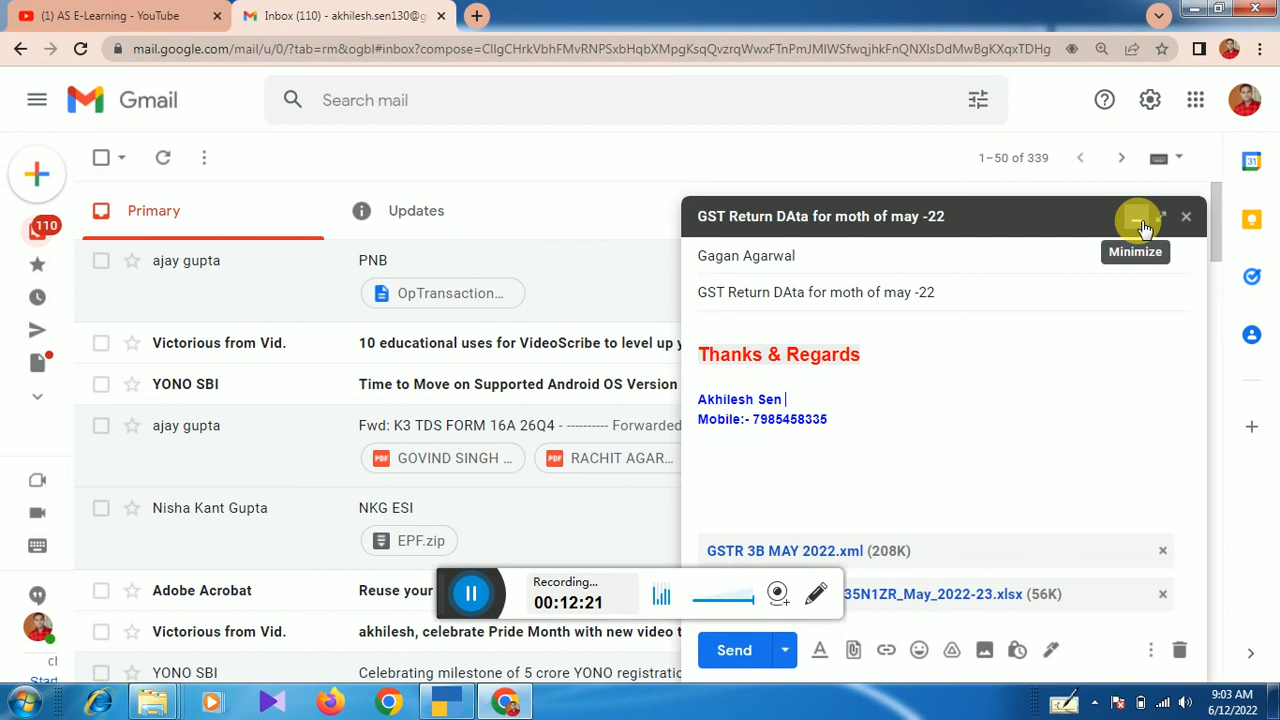 (1) AS E-Learning - YouTube
Inbox (110) - akhilesh.sen130@g
mail.google.com/mail/u/0/?tab=rm&ogbl#inbox?compose=
Gmail
Search mail
1–50 of 339
110
Primary
Updates
31
GST Return DAta for moth of may -22
Minimize
ajay gupta
PNB
Gagan Agarwal
OpTransaction...
GST Return DAta for moth of may -22
Victorious from Vid.
10 educational uses for VideoScribe to level up y
Thanks & Regards
YONO SBI
Time to Move on Supported Android OS Version
Akhilesh Sen
Mobile:- 7985458335
ajay gupta
Fwd: K3 TDS FORM 16A 26Q4 - ---------- Forwarded
PDF
GOVIND SINGH ...
PDF
RACHIT AGAR...
Nisha Kant Gupta
NKG ESI
EPF.zip
GSTR 3B MAY 2022.xml (208K)
Adobe Acrobat
Reuse your
Recording...
00:12:21
35N1ZR_May_2022-23.xlsx (56K)
Victorious from Vid.
akhilesh, celebrate Pride Month with new video t
Send
YONO SBI
Celebrating milestone of 5 crore YONO registratio
Start
9:03 AM
6/12/2022